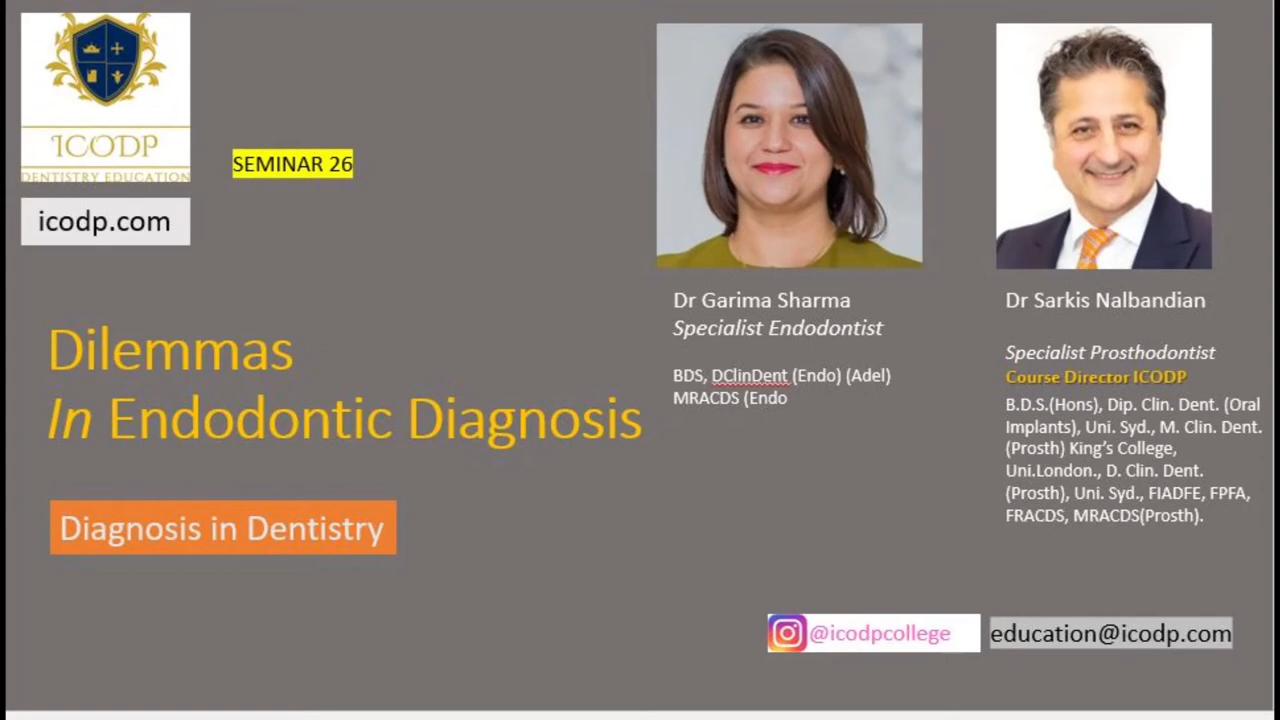 ICODP
DENTISTRY EDUCATION
icodp.com
SEMINAR 26
Dilemmas
In Endodontic Diagnosis
Diagnosis in Dentistry
Dr Garima Sharma
Specialist Endodontist
BDS, DClinDent (Endo) (Adel)
MRACDS (Endo
Dr Sarkis Nalbandian
Specialist Prosthodontist
Course Director ICODP
B.D.S.(Hons), Dip. Clin. Dent. (Oral
Implants), Uni. Syd., M. Clin. Dent.
(Prosth) King's College,
Uni.London., D. Clin. Dent.
(Prosth), Uni. Syd., FIADFE, FPFA,
FRACDS, MRACDS(Prosth).
@icodpcollege
education@icodp.com